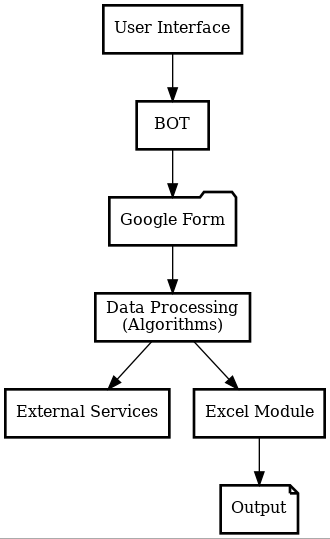 User Interface
BOT
Google Form
Data Processing
(Algorithms)
External Services
Excel Module
Output